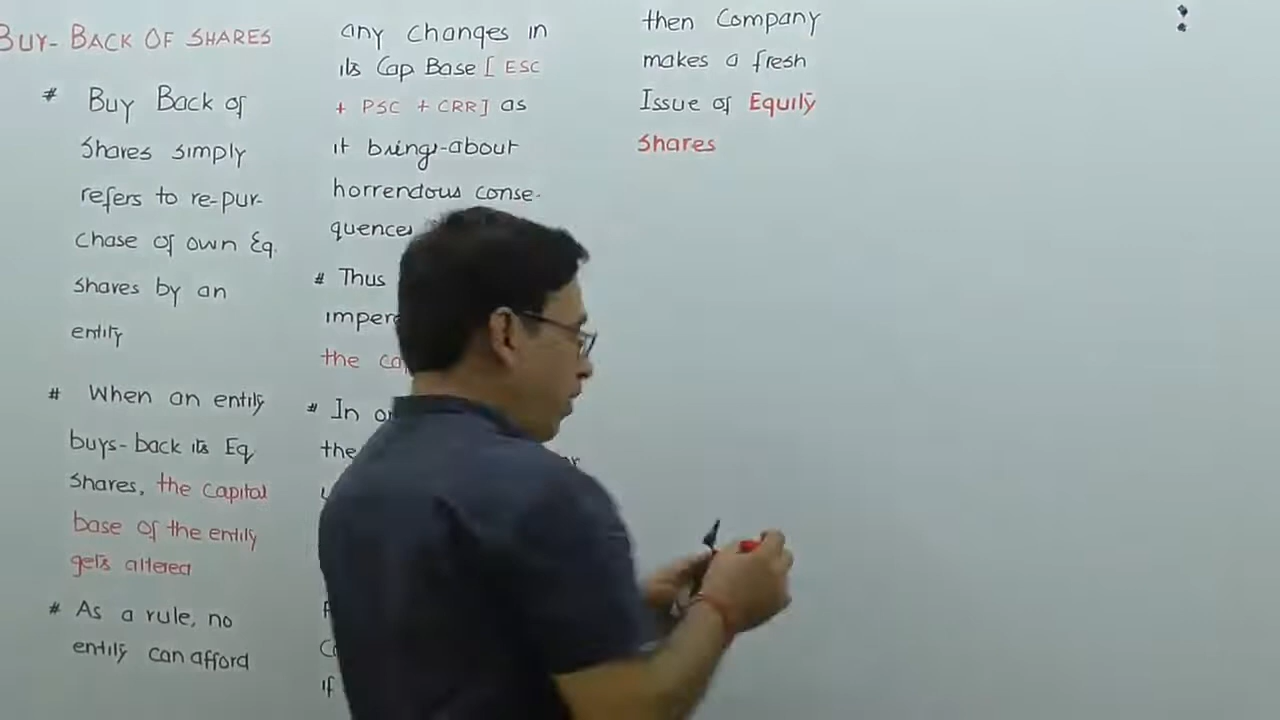 BUY-BACK OF SHARES
* Buy Back of
shares simply
refers to re-pur-
chase of own Eq.
shares by an
entity
# When an entity
buys-back its Eq
shares, the capital
base of the entity
gets altered
# As a rule, no
entity can afford
any changes in
its Cap Base [ ESC
+ PSC + CRR] as
it brings-about
horrendous conse-
quences
# Thus
the
# In
the
If
then Company
makes a fresh
Issue of Equity
shares